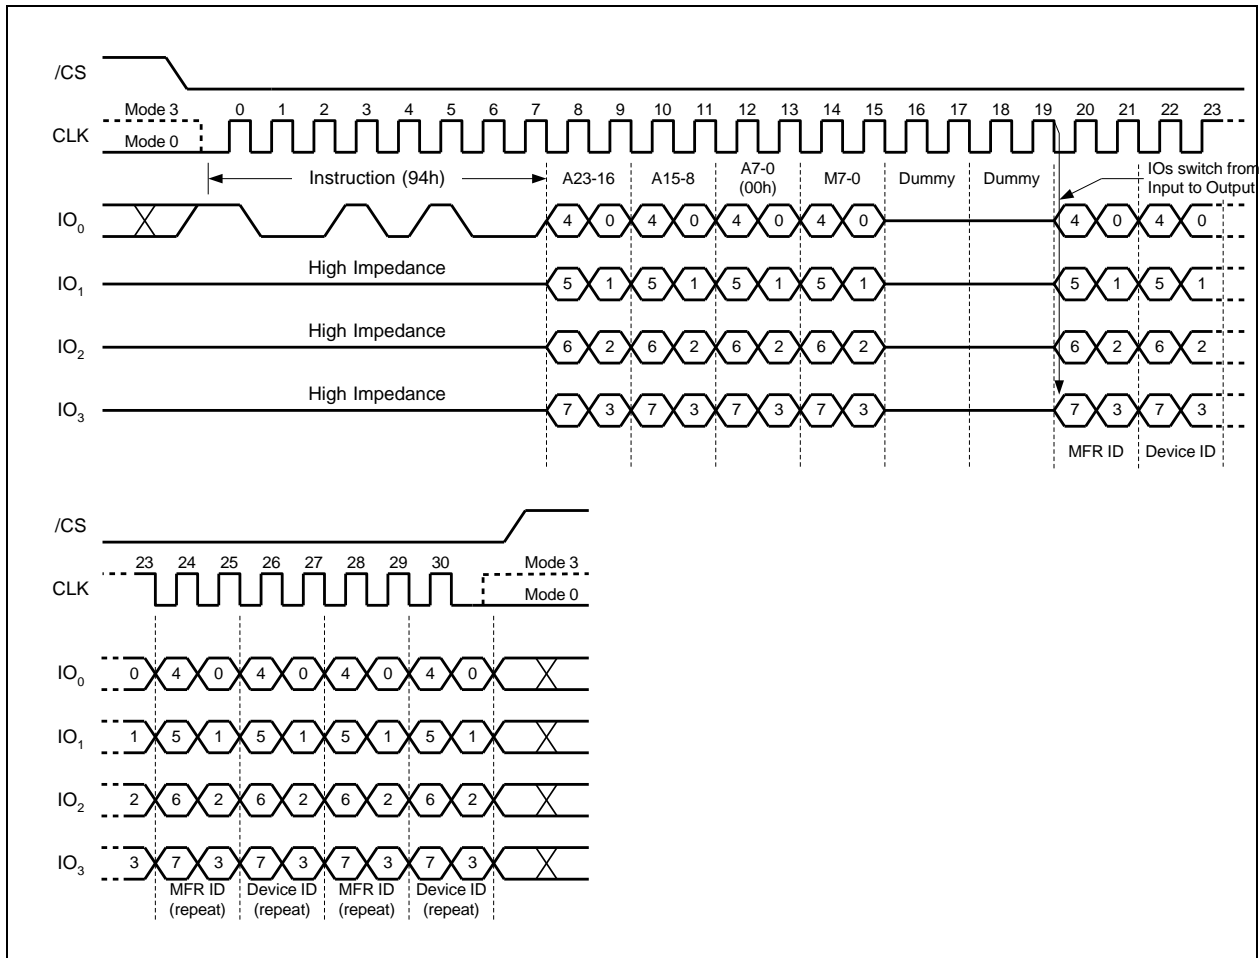 /CS
Mode 3 0 1 2 3 4 5 6 7 8 9 10 11 12 13 14 15 16 17 18 19 20 21 22 23
CLK
Mode 0
Instruction (94h) A23-16 A15-8 A7-0 (00h) M7-0 Dummy Dummy IOs switch from Input to Output
IO0 4 0 4 0 4 0 4 0 4 0 4 0
High Impedance
IO1 5 1 5 1 5 1 5 1 5 1 5 1
High Impedance
IO2 6 2 6 2 6 2 6 2 6 2 6 2
High Impedance
IO3 7 3 7 3 7 3 7 3 7 3 7 3
MFR ID Device ID
/CS
23 24 25 26 27 28 29 30 Mode 3
CLK
Mode 0
IO0 0 4 0 4 0 4 0 4 0
IO1 1 5 1 5 1 5 1 5 1
IO2 2 6 2 6 2 6 2 6 2
IO3 3 7 3 7 3 7 3 7 3
MFR ID (repeat) Device ID (repeat) MFR ID (repeat) Device ID (repeat)